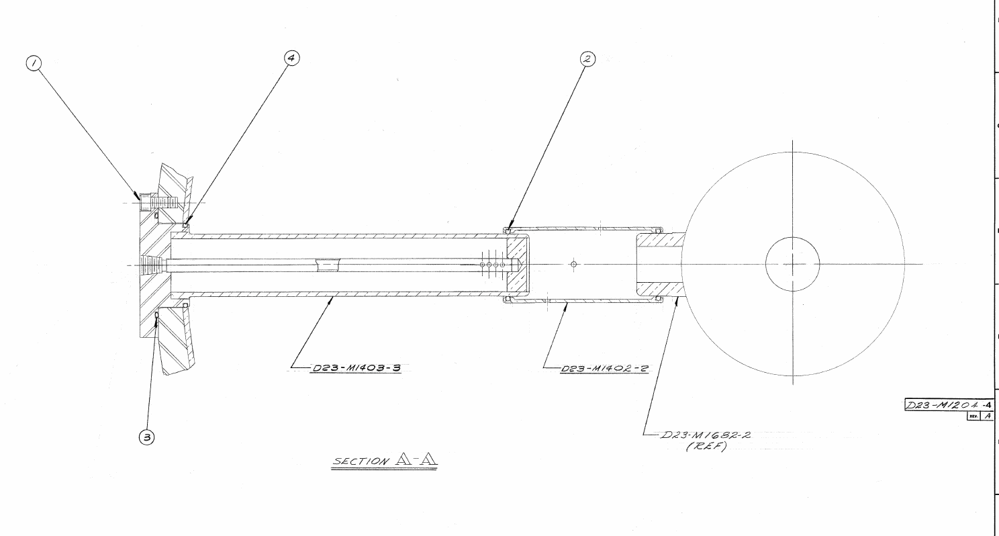 1
4
2
D23-M1403-3
D23-M1402-2
D23-M1204-4
REV. A
3
D23-M1682-2
(REF)
SECTION A-A